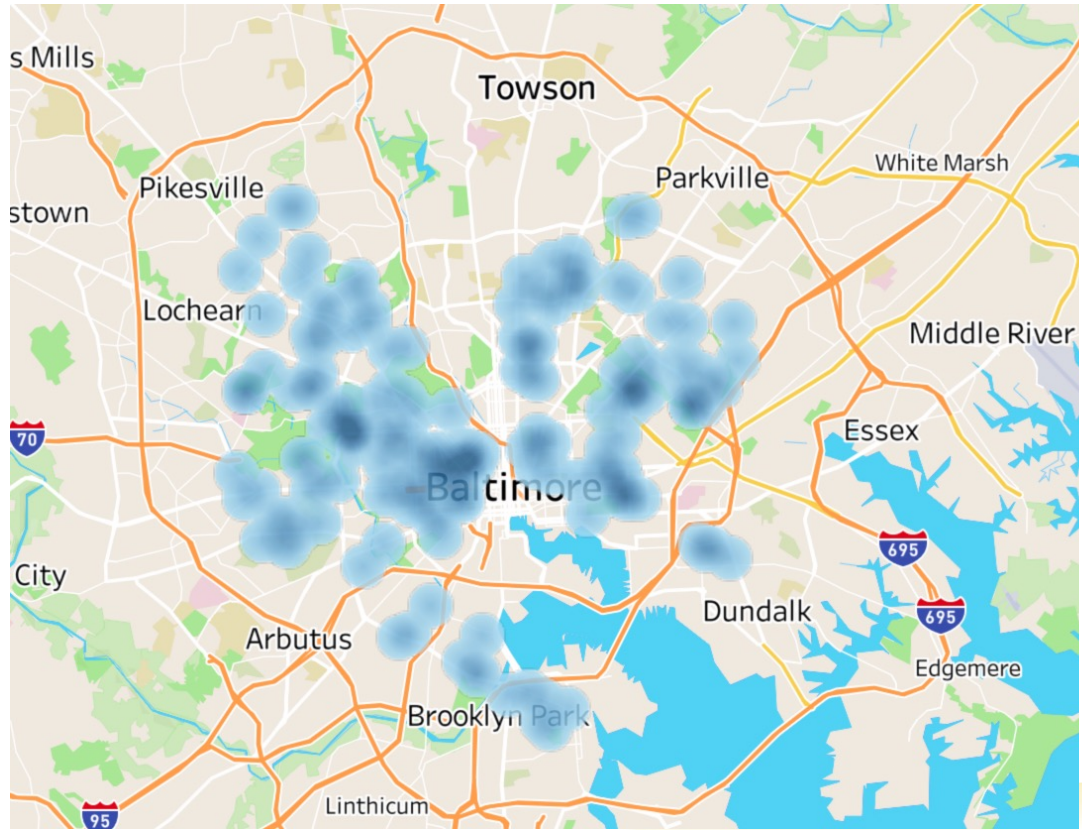 s Mills
Towson
Pikesville
Parkville
White Marsh
stown
Lochearn
Middle River
70
Essex
Baltimore
695
City
Dundalk
695
Arbutus
Edgemere
Brooklyn Park
Linthicum
95